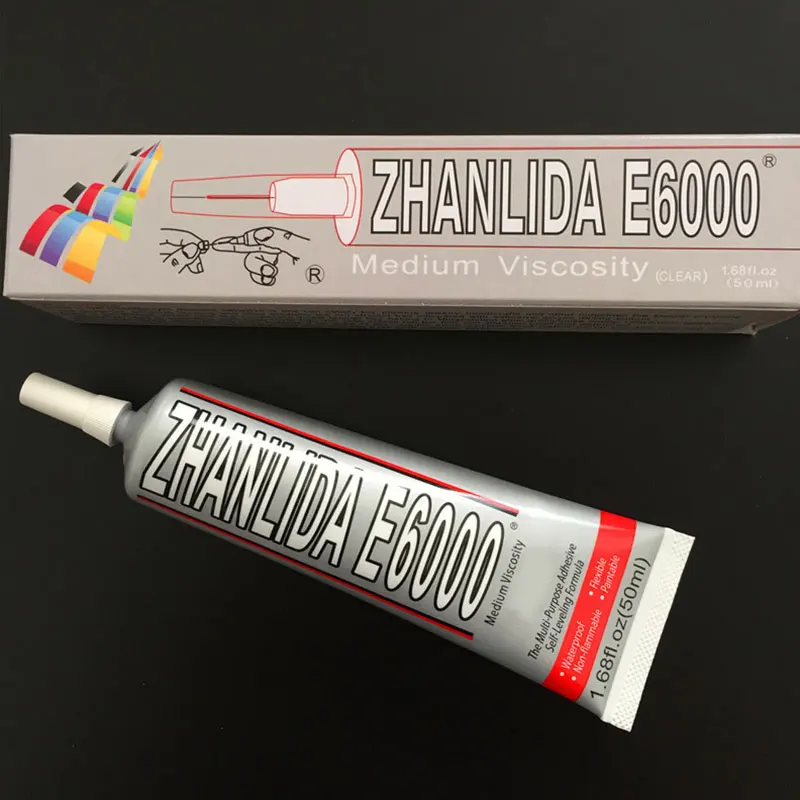 ZHANLIDA E6000®
Medium Viscosity (CLEAR) 1.68fl.oz
(50ml)
®
ZHANLIDA E6000®
Medium Viscosity
The Multi-Purpose Adhesive
Self-Leveling Formula
• Waterproof • Flexible
• Non-flammable • Paintable
1.68fl.oz(50ml)